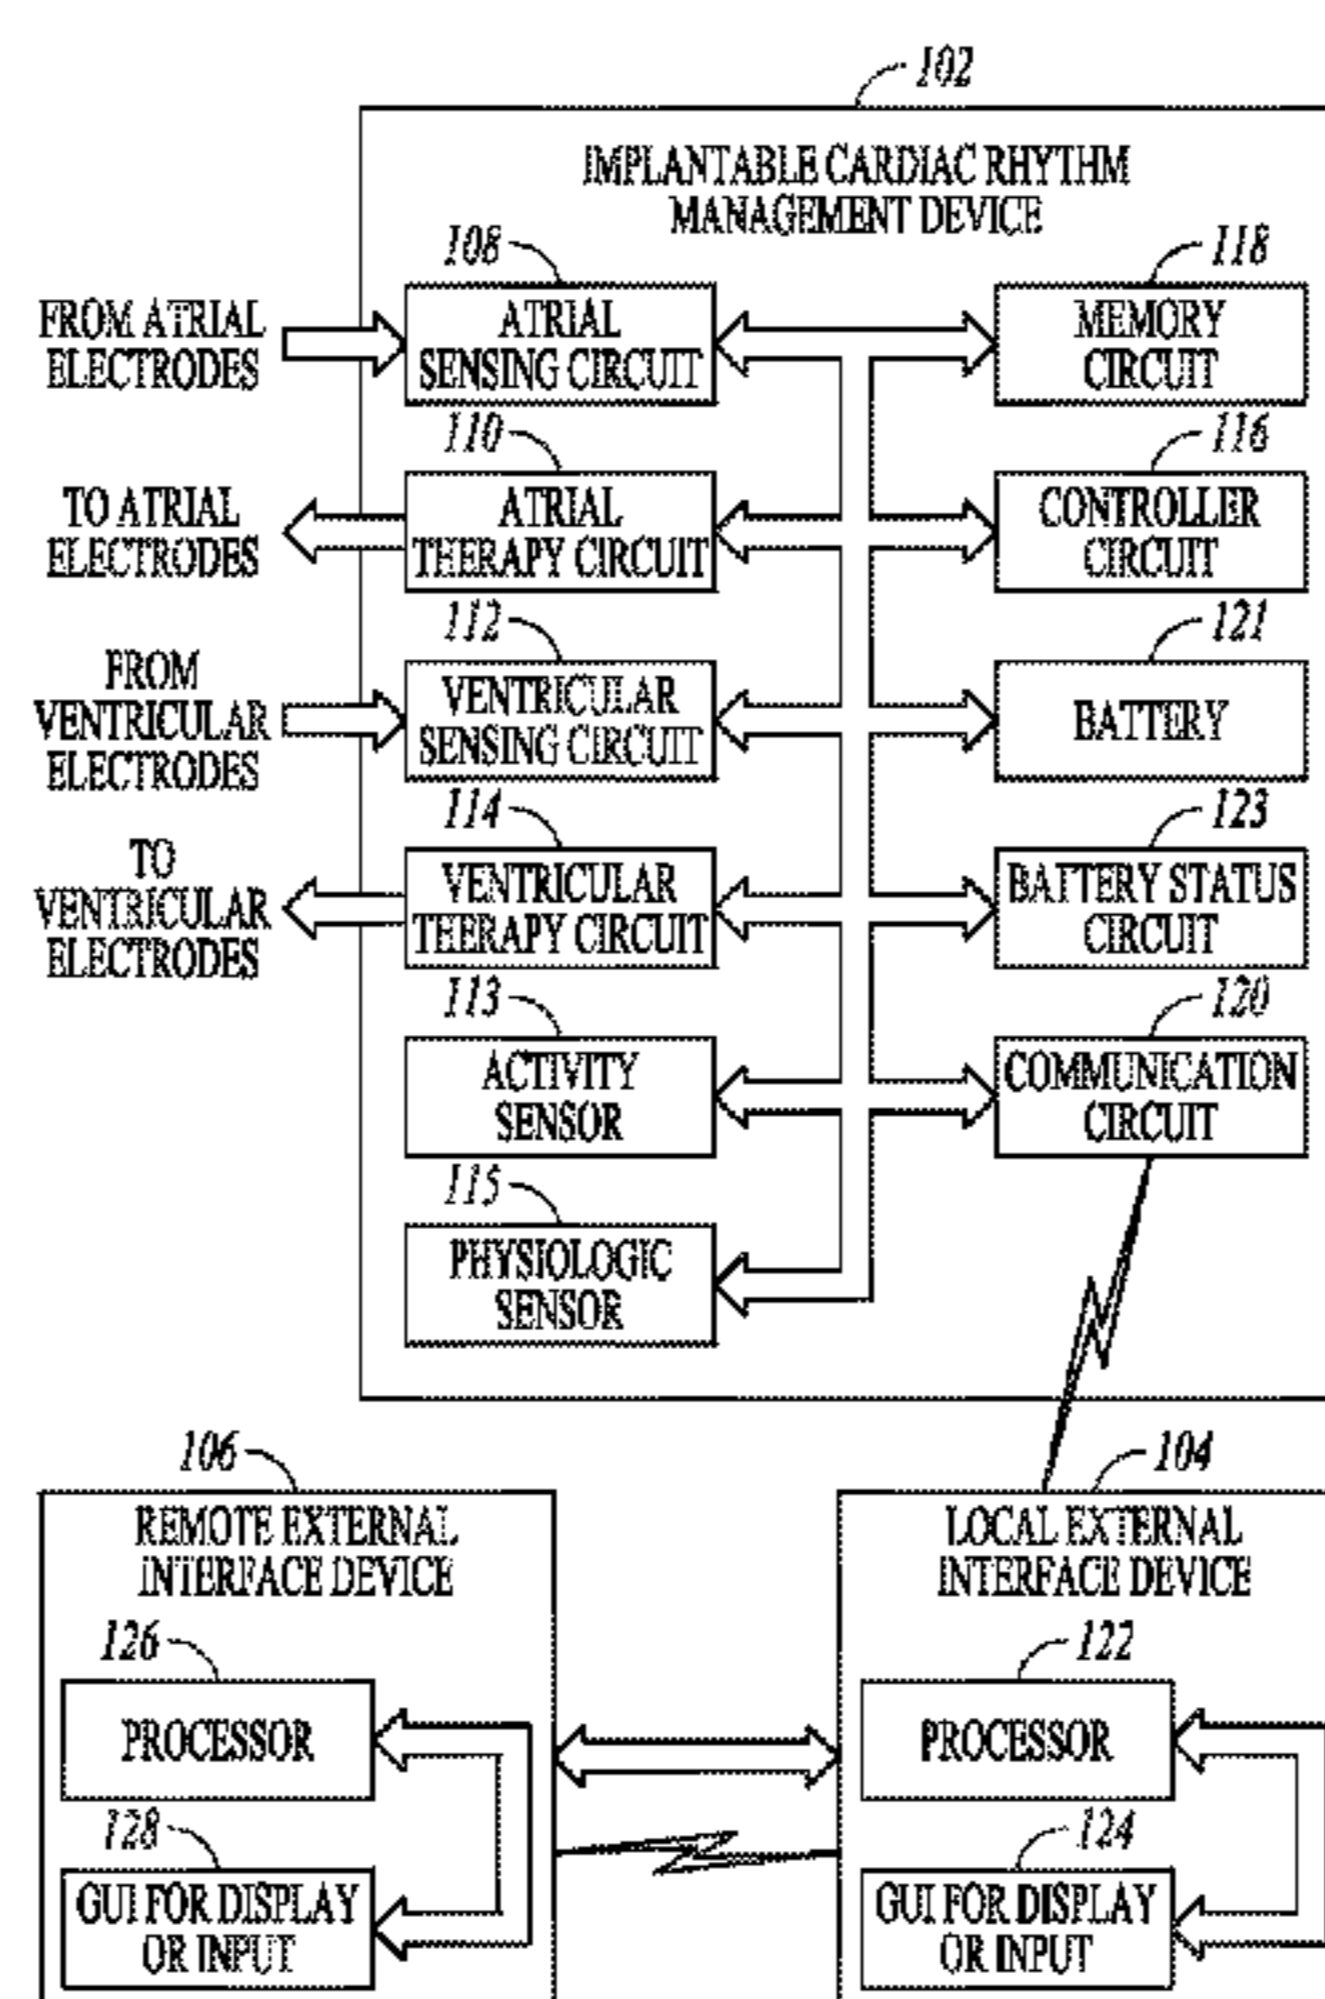 102
IMPLANTABLE CARDIAC RHYTHM
MANAGEMENT DEVICE
108
118
FROM ATRIAL
ELECTRODES
ATRIAL
SENSING CIRCUIT
MEMORY
CIRCUIT
110
116
TO ATRIAL
ELECTRODES
ATRIAL
THERAPY CIRCUIT
CONTROLLER
CIRCUIT
112
121
FROM
VENTRICULAR
ELECTRODES
VENTRICULAR
SENSING CIRCUIT
BATTERY
114
123
TO
VENTRICULAR
ELECTRODES
VENTRICULAR
THERAPY CIRCUIT
BATTERY STATUS
CIRCUIT
113
120
ACTIVITY
SENSOR
COMMUNICATION
CIRCUIT
115
PHYSIOLOGIC
SENSOR
106
104
REMOTE EXTERNAL
INTERFACE DEVICE
LOCAL EXTERNAL
INTERFACE DEVICE
126
122
PROCESSOR
PROCESSOR
128
124
GUI FOR DISPLAY
OR INPUT
GUI FOR DISPLAY
OR INPUT